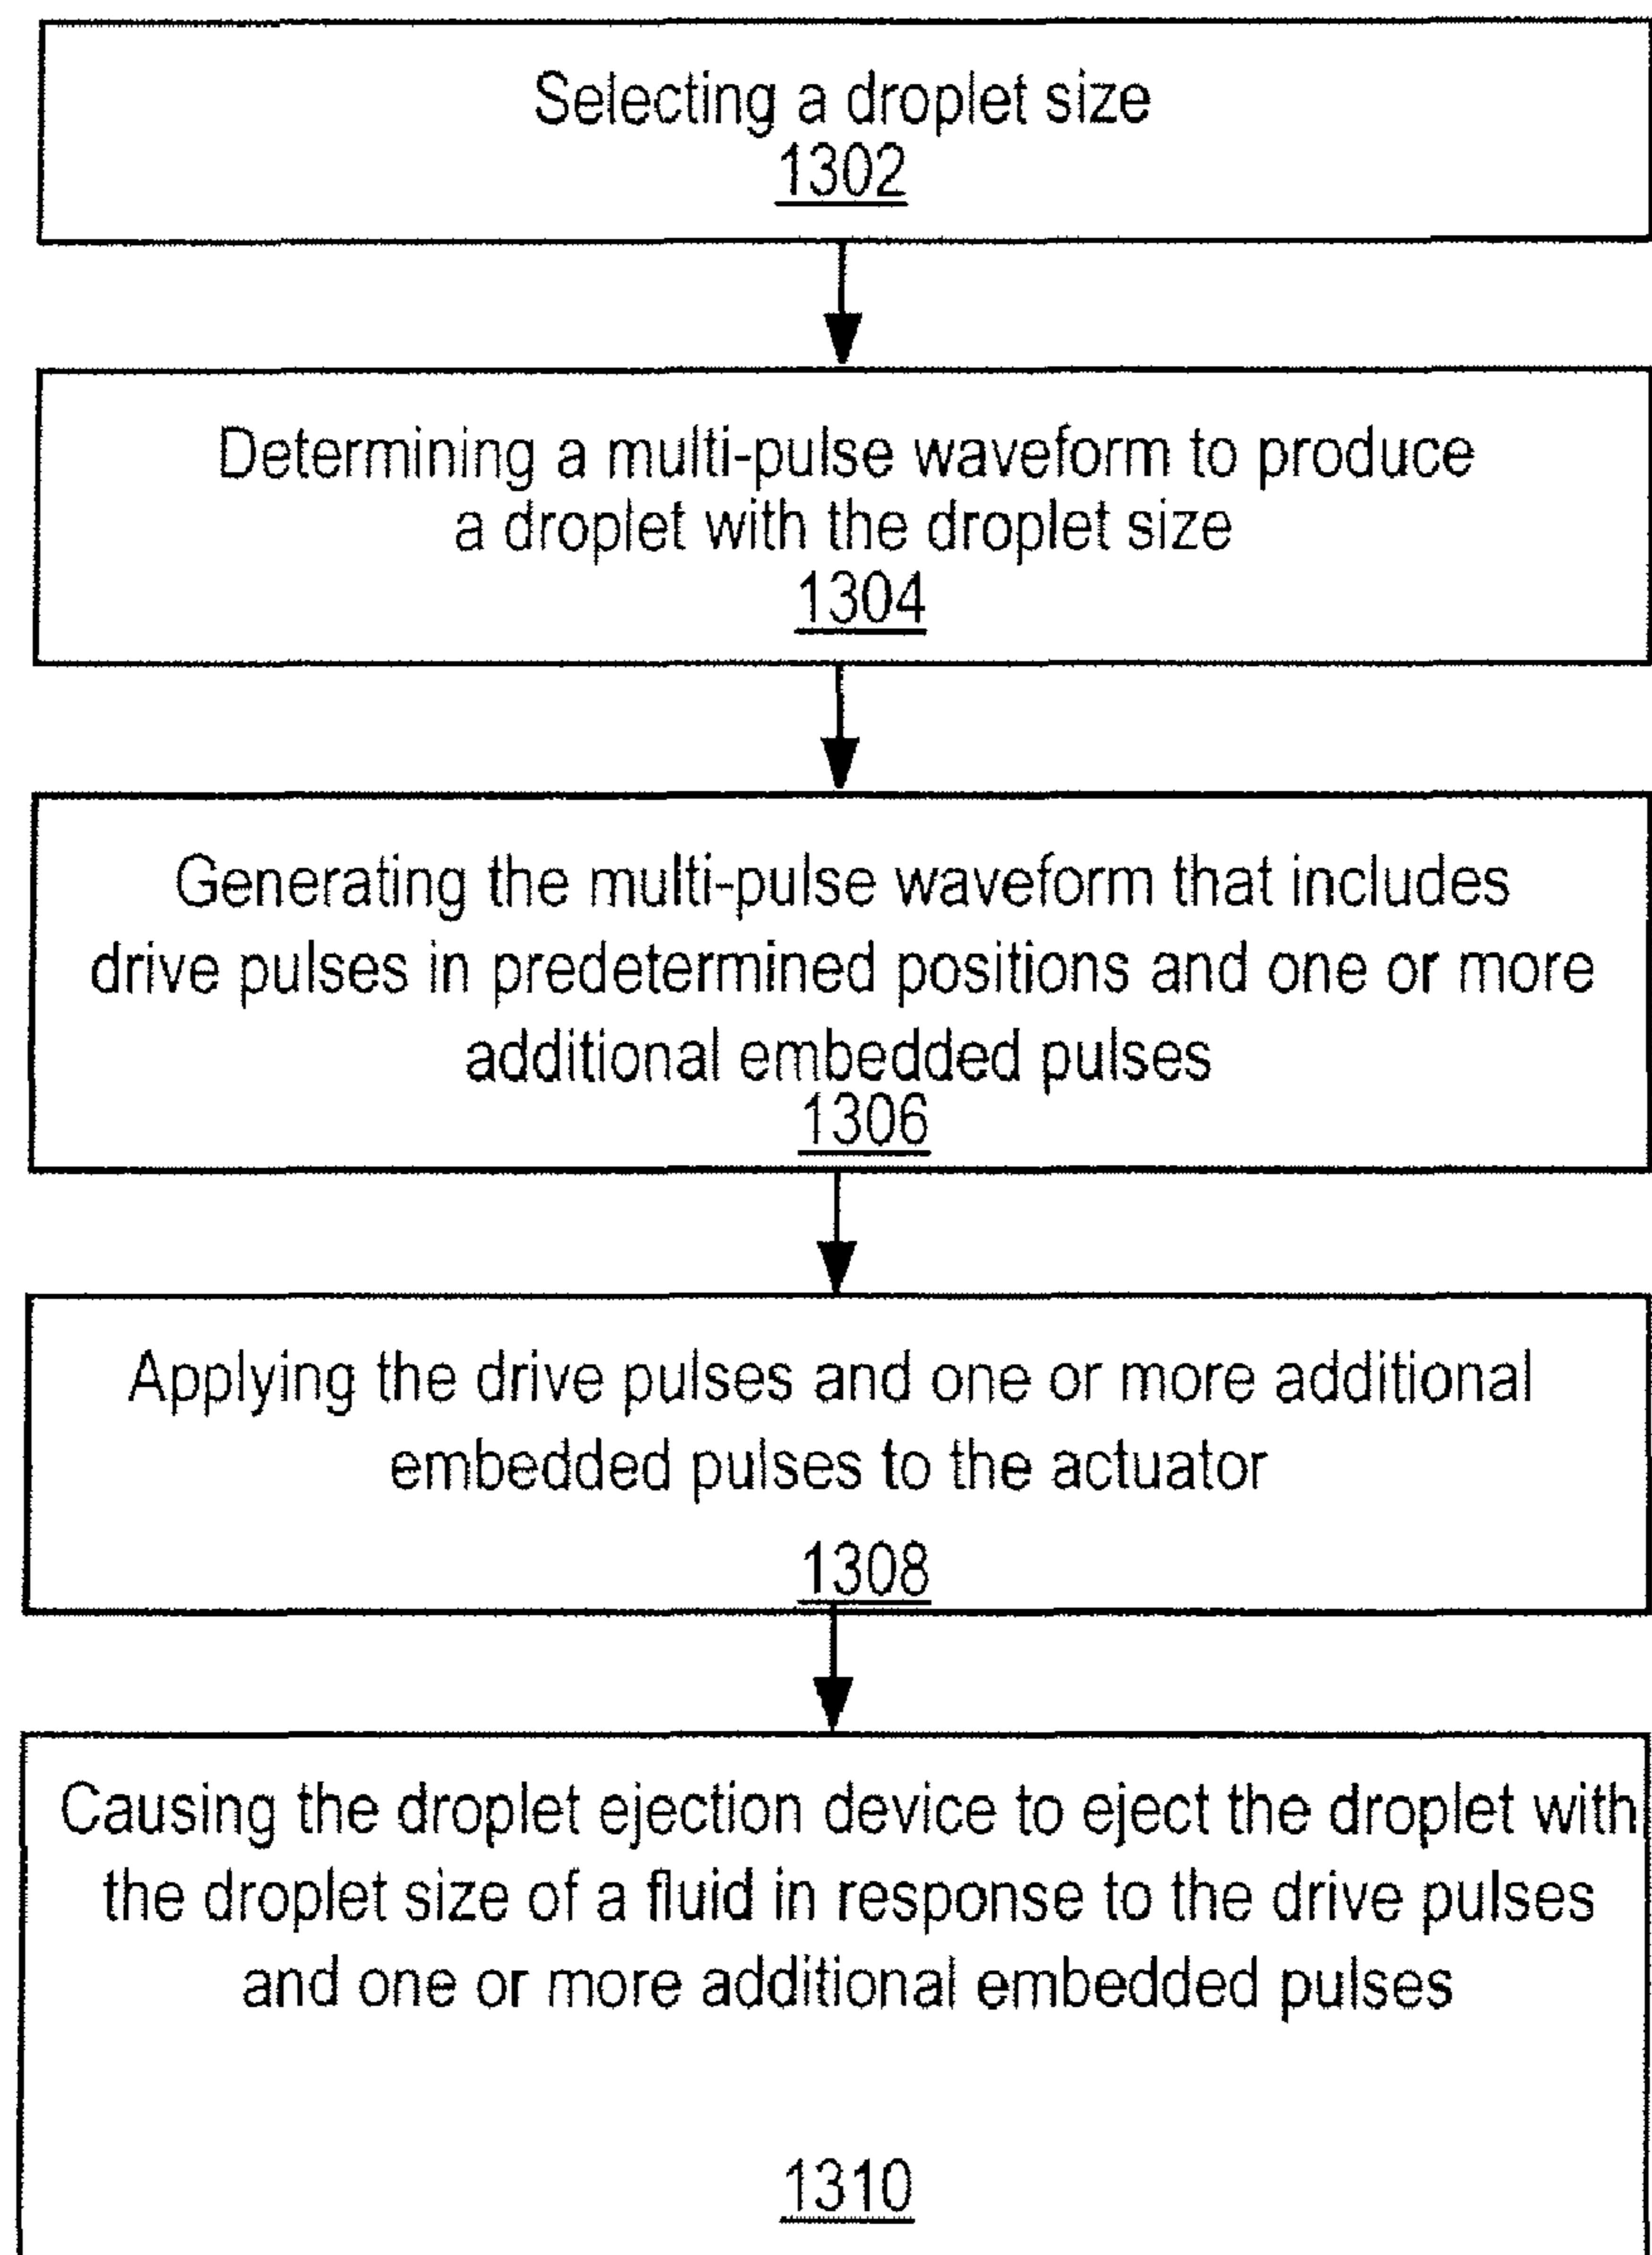 Selecting a droplet size
1302
Determining a multi-pulse waveform to produce
a droplet with the droplet size
1304
Generating the multi-pulse waveform that includes
drive pulses in predetermined positions and one or more
additional embedded pulses
1306
Applying the drive pulses and one or more additional
embedded pulses to the actuator
1308
Causing the droplet ejection device to eject the droplet with
the droplet size of a fluid in response to the drive pulses
and one or more additional embedded pulses
1310